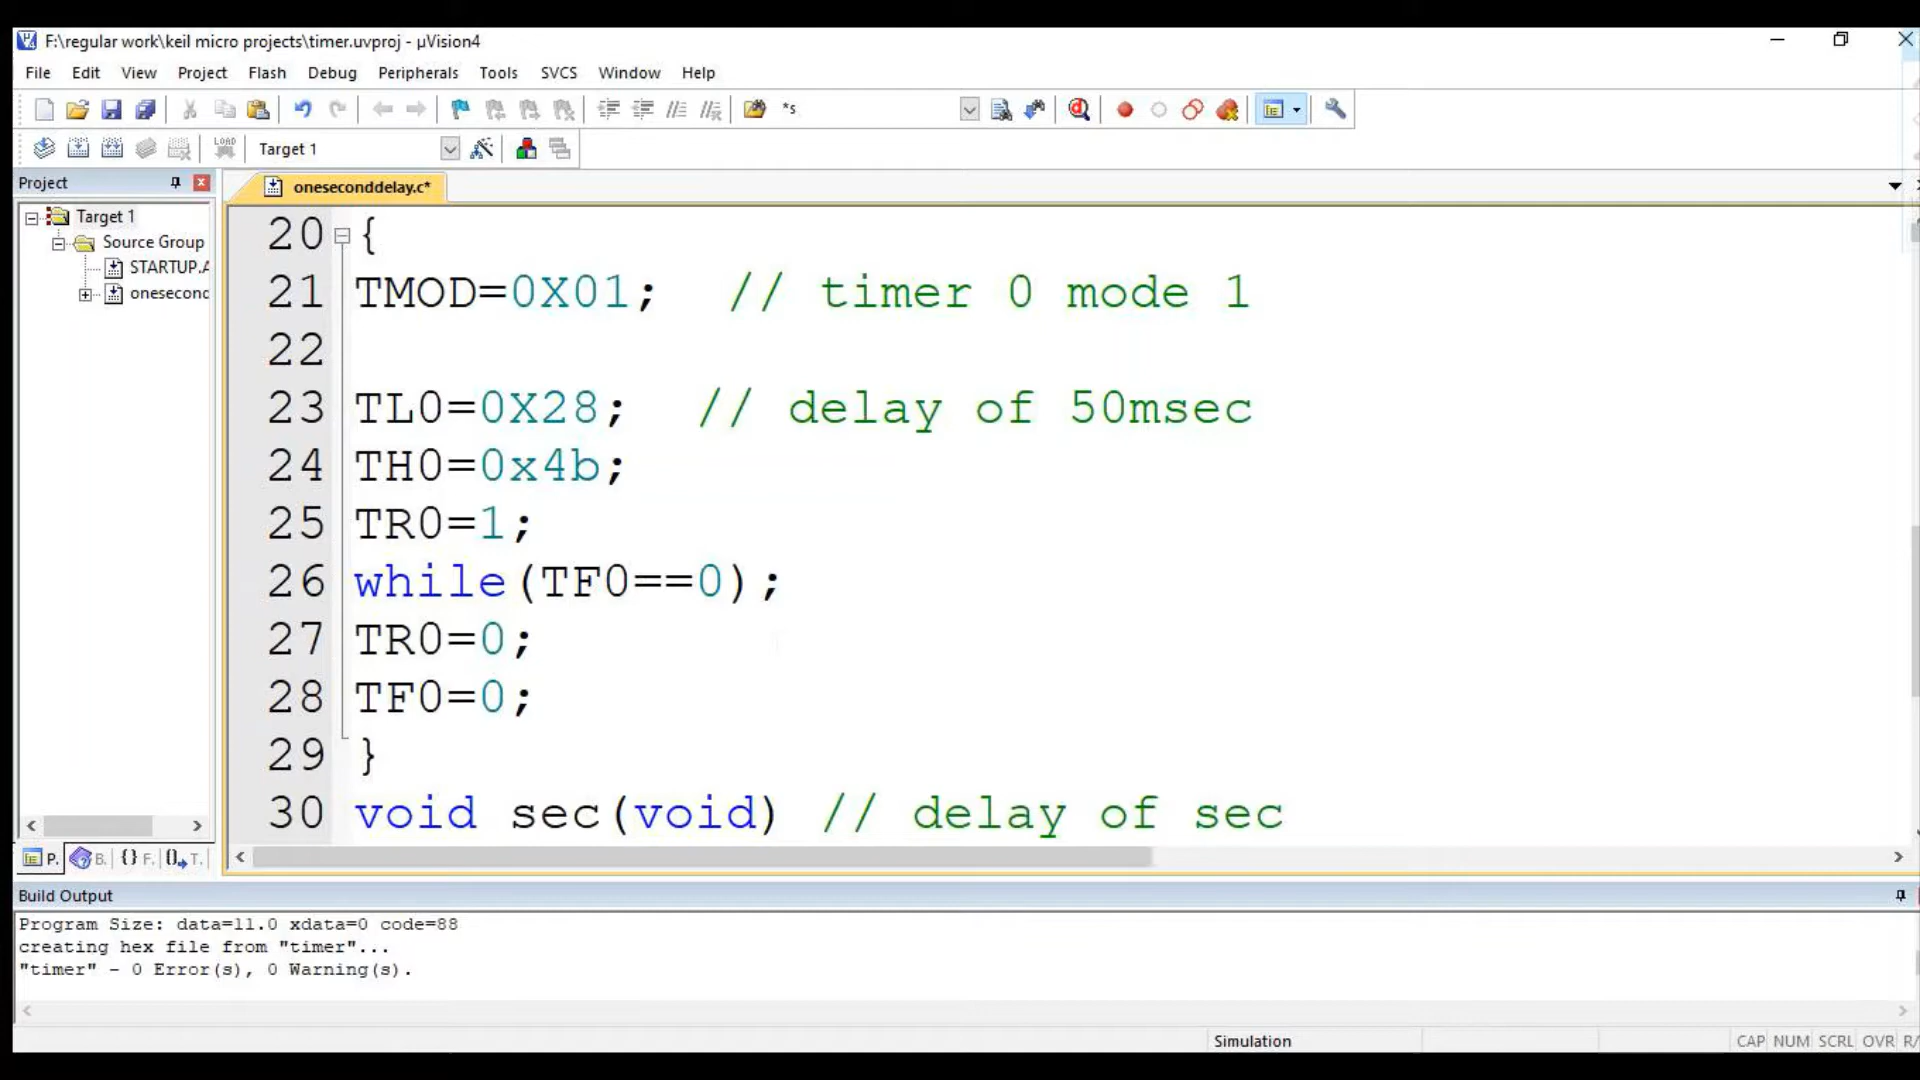 F:\regular work\keil micro projects\timer.uvproj - µVision4
File Edit View Project Flash Debug Peripherals Tools SVCS Window Help
*s
LOAD Target 1
Project
oneseconddelay.c*
Target 1
Source Group
STARTUP.A
onesecond
20 {
21 TMOD=0X01; // timer 0 mode 1
22
23 TL0=0X28; // delay of 50msec
24 TH0=0x4b;
25 TR0=1;
26 while(TF0==0);
27 TR0=0;
28 TF0=0;
29 }
30 void sec(void) // delay of sec
P. B. {} F. T.
Build Output
Program Size: data=11.0 xdata=0 code=88
creating hex file from "timer"...
"timer" - 0 Error(s), 0 Warning(s).
Simulation
CAP NUM SCRL OVR R/